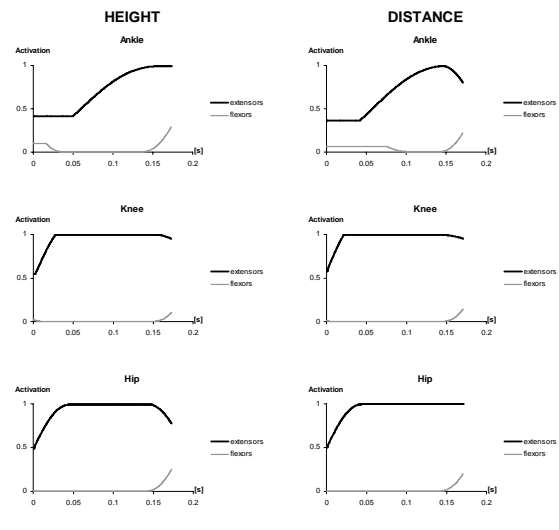 HEIGHT DISTANCE
Ankle Ankle
Activation Activation
1 1
extensors extensors
0.5 0.5
flexors flexors
0 0
[s] [s]
0 0.05 0.1 0.15 0.2 0 0.05 0.1 0.15 0.2
Knee Knee
Activation Activation
1 1
extensors extensors
0.5 0.5
flexors flexors
0 0
[s] [s]
0 0.05 0.1 0.15 0.2 0 0.05 0.1 0.15 0.2
Hip Hip
Activation Activation
1 1
extensors extensors
0.5 0.5
flexors flexors
0 0
[s] [s]
0 0.05 0.1 0.15 0.2 0 0.05 0.1 0.15 0.2